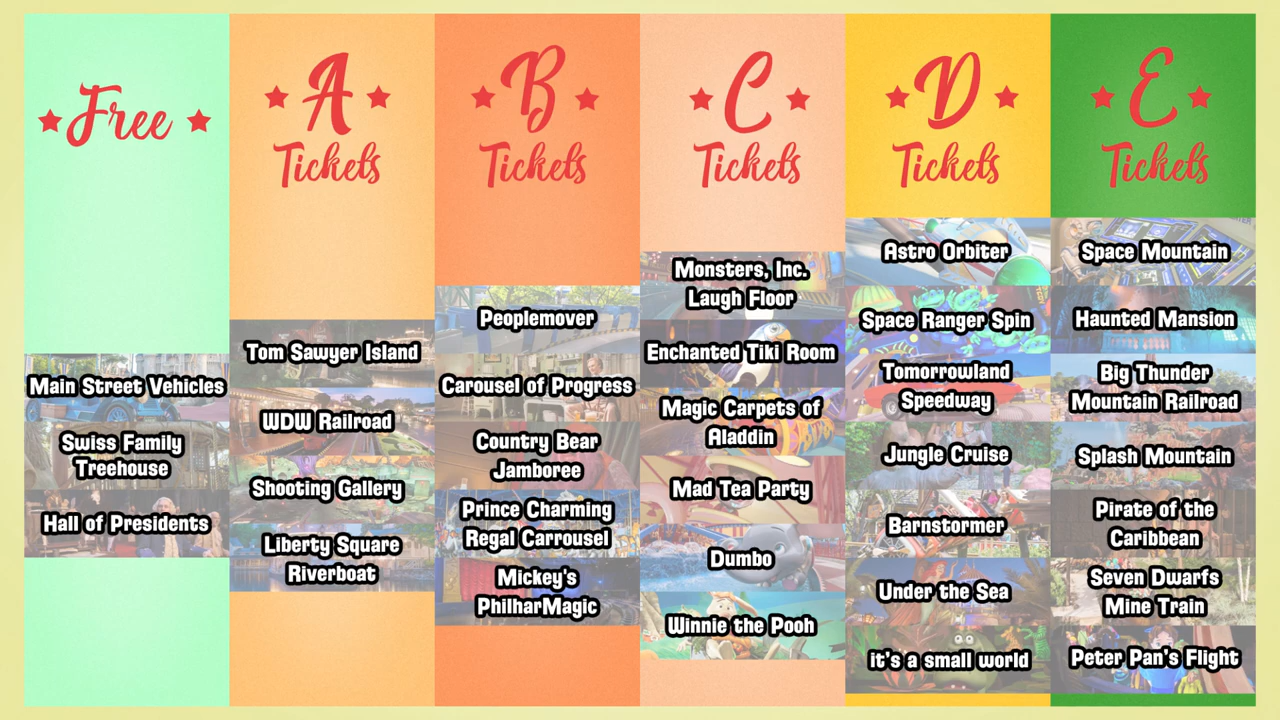 Free
Main Street Vehicles
Swiss Family
Treehouse
Hall of Presidents
A
Tickets
Tom Sawyer Island
WDW Railroad
Shooting Gallery
Liberty Square
Riverboat
B
Tickets
Peoplemover
Carousel of Progress
Country Bear
Jamboree
Prince Charming
Regal Carrousel
Mickey's
PhilharMagic
C
Tickets
Monsters, Inc.
Laugh Floor
Enchanted Tiki Room
Magic Carpets of
Aladdin
Mad Tea Party
Dumbo
Winnie the Pooh
D
Tickets
Astro Orbiter
Space Ranger Spin
Tomorrowland
Speedway
Jungle Cruise
Barnstormer
Under the Sea
it's a small world
E
Tickets
Space Mountain
Haunted Mansion
Big Thunder
Mountain Railroad
Splash Mountain
Pirate of the
Caribbean
Seven Dwarfs
Mine Train
Peter Pan's Flight